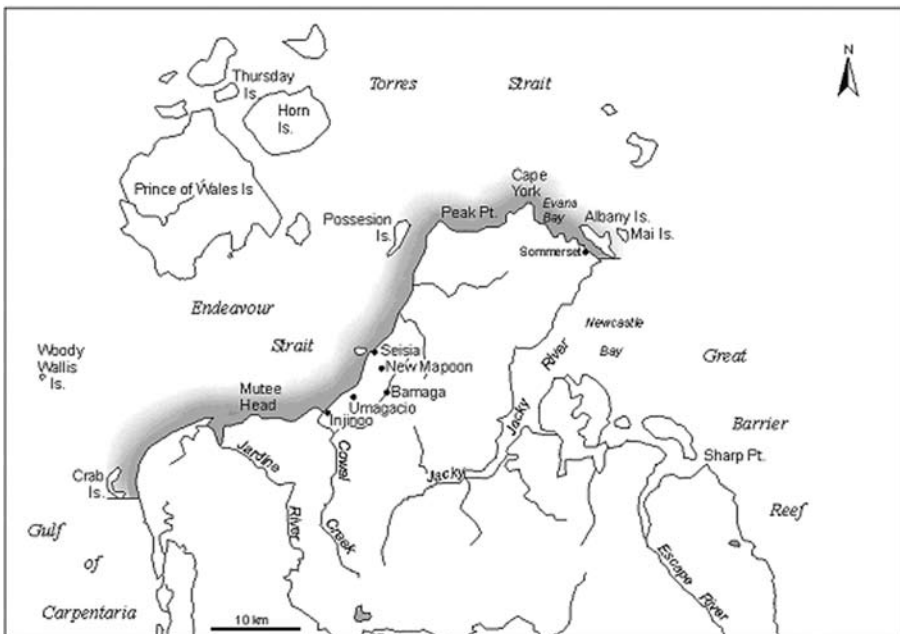 N
Thursday
Is.
Torres Strait
Horn
Is.
Prince of Wales Is
Cape
York
Peak Pt.
Evans
Bay
Albany Is.
Mai Is.
Possesion
Is.
Sommerset
Endeavour
Strait
Newcastle
Bay
Great
Barrier
Reef
Woody
Wallis
Is.
Seisia
New Mapoon
Bamaga
Umagacio
Injingo
Mutee
Head
Jacky
Jacky
River
Sharp Pt.
Crab
Is.
Jardine
River
Cowal
Creek
Escape
River
Gulf
of
Carpentaria
10 km